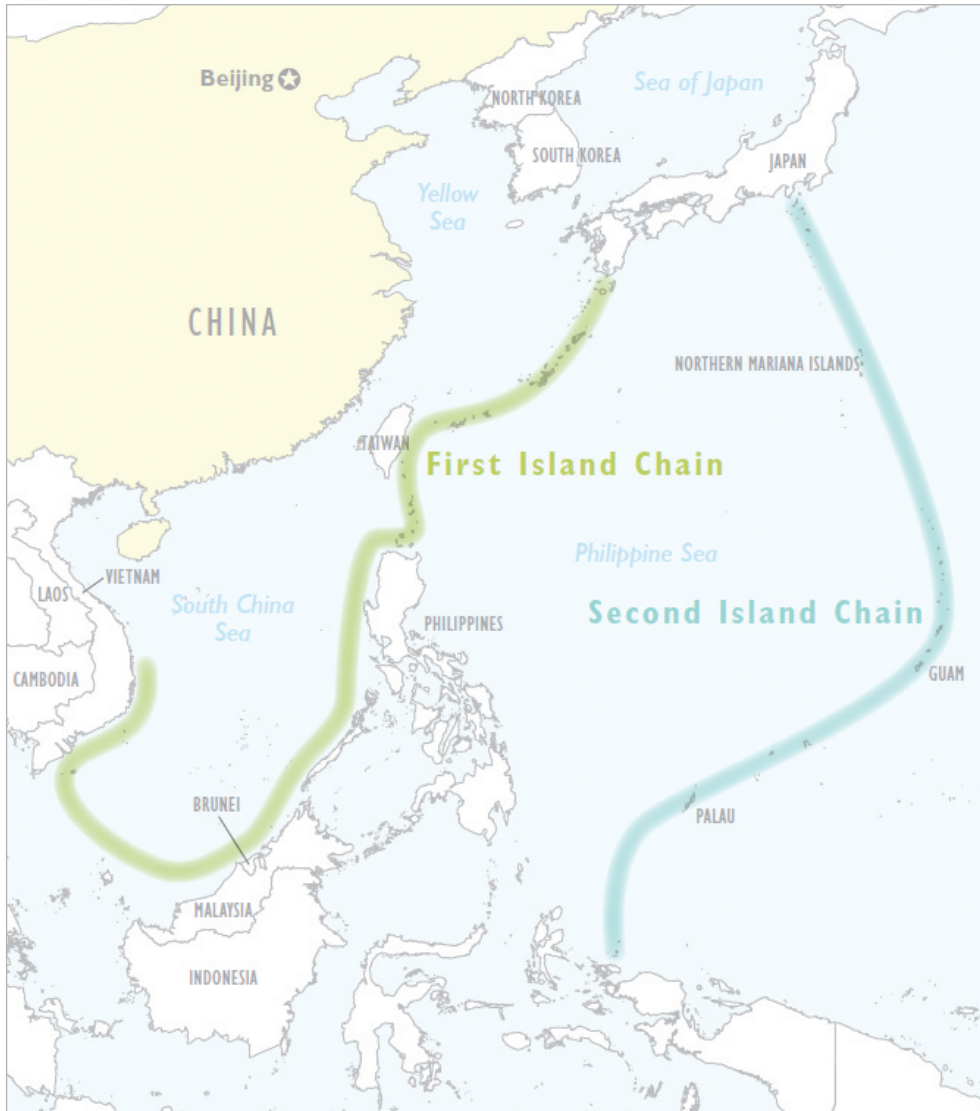 Beijing
Sea of Japan
NORTH KOREA
SOUTH KOREA
JAPAN
Yellow
Sea
CHINA
NORTHERN MARIANA ISLANDS
TAIWAN
First Island Chain
Philippine Sea
VIETNAM
LAOS
South China
Sea
Second Island Chain
PHILIPPINES
CAMBODIA
GUAM
BRUNEI
PALAU
MALAYSIA
INDONESIA